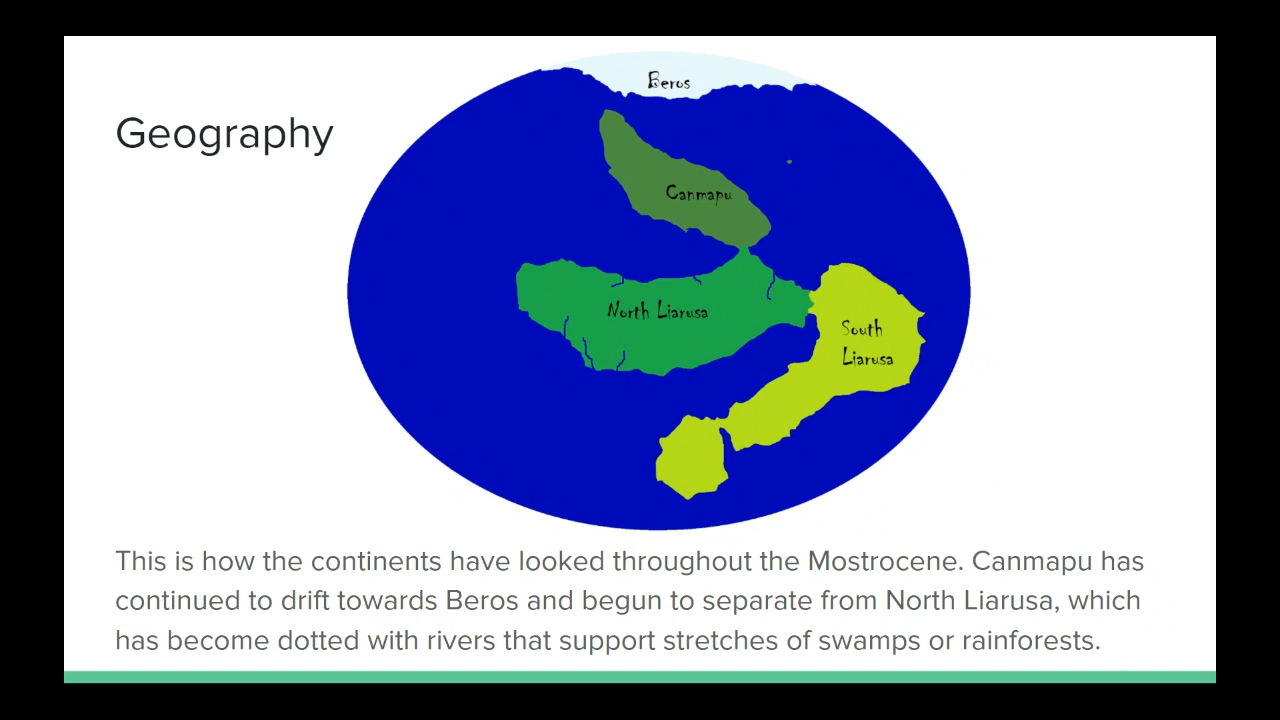 Geography
Beros
Canmapu
North Liarusa
South
Liarusa
This is how the continents have looked throughout the Mostrocene. Canmapu has
continued to drift towards Beros and begun to separate from North Liarusa, which
has become dotted with rivers that support stretches of swamps or rainforests.